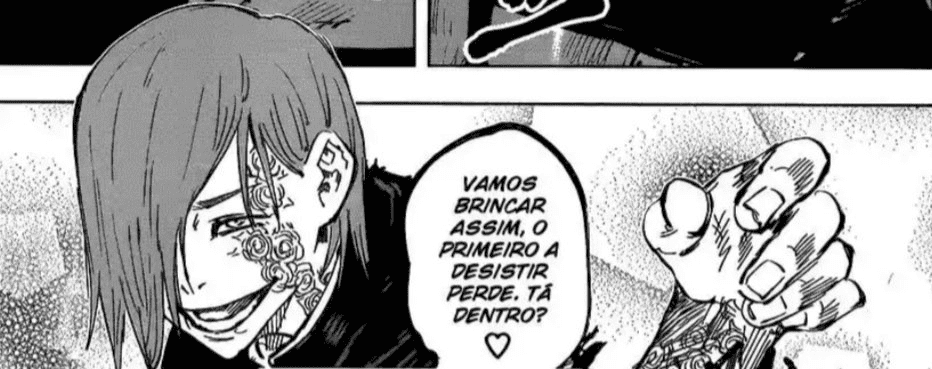 VAMOS
BRINCAR
ASSIM, O
PRIMEIRO A
DESISTIR
PERDE. TÁ
DENTRO?
♡